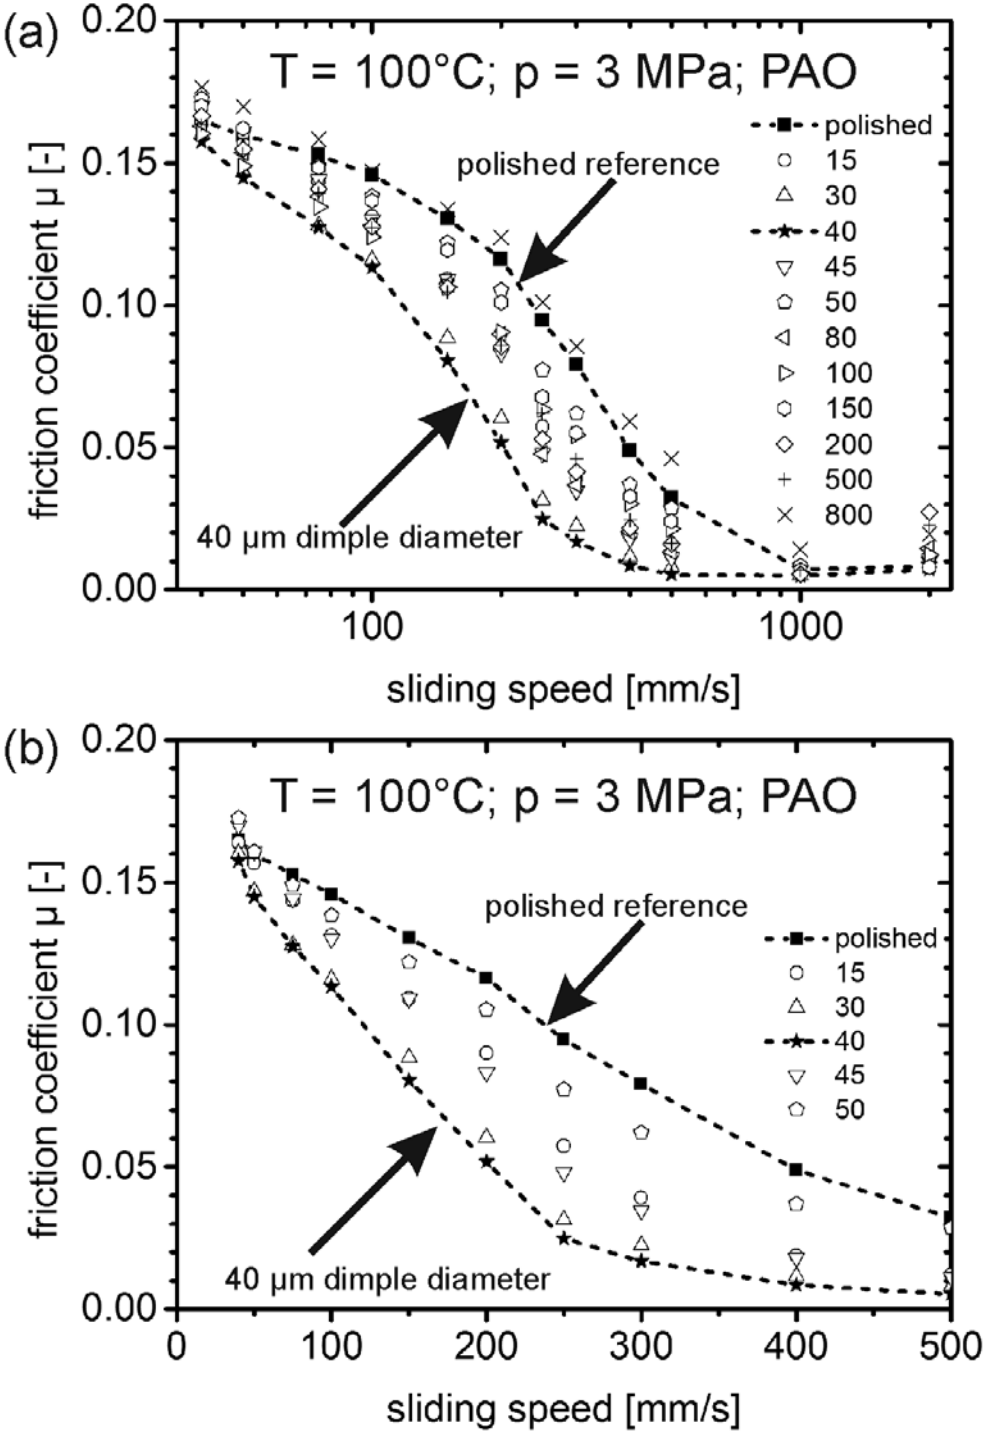 (a)
T = 100°C; p = 3 MPa; PAO
friction coefficient μ [-]
0.20
0.15
0.10
0.05
0.00
polished reference
40 μm dimple diameter
polished
15
30
40
45
50
80
100
150
200
500
800
100
1000
sliding speed [mm/s]
(b)
T = 100°C; p = 3 MPa; PAO
friction coefficient μ [-]
0.20
0.15
0.10
0.05
0.00
polished reference
40 μm dimple diameter
polished
15
30
40
45
50
0
100
200
300
400
500
sliding speed [mm/s]